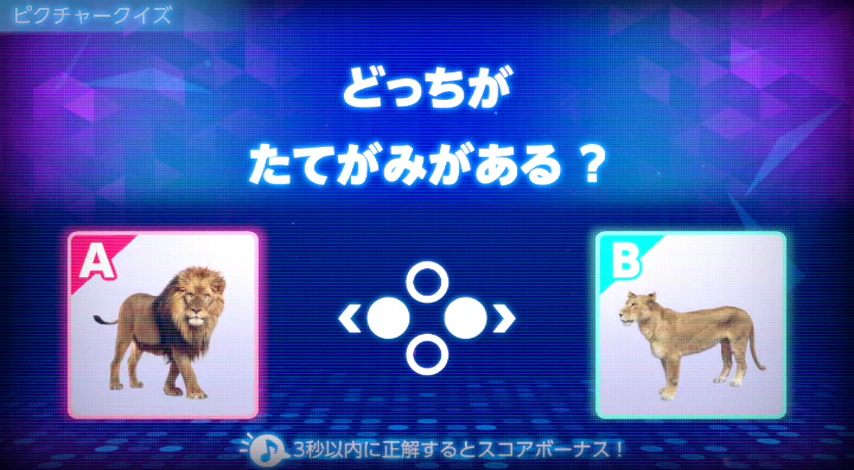 ピクチャークイズ
どっちが
たてがみがある？
A
B
3秒以内に正解するとスコアボーナス！